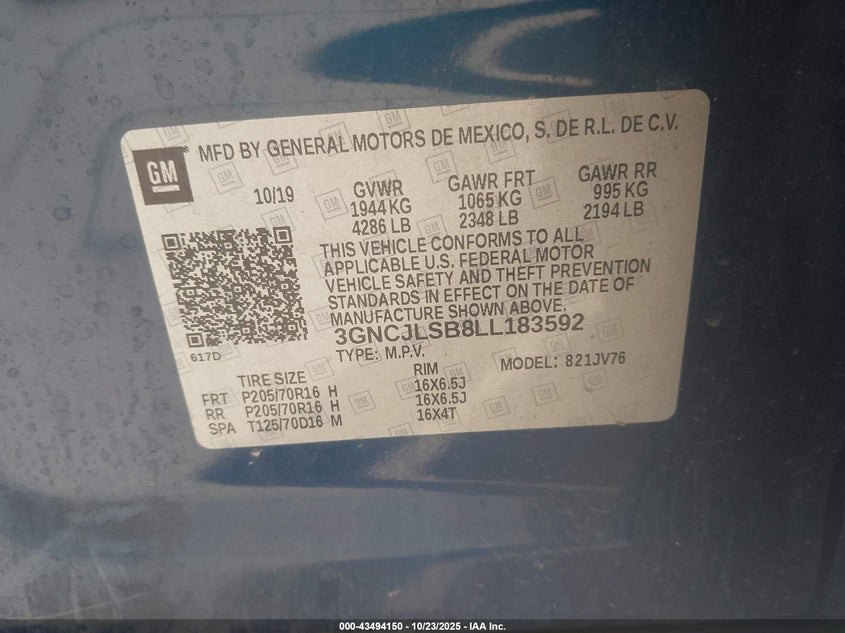 GM
MFD BY GENERAL MOTORS DE MEXICO, S. DE R.L. DE C.V.
10/19 GVWR GAWR FRT GAWR RR
1944 KG 1065 KG 995 KG
4286 LB 2348 LB 2194 LB
THIS VEHICLE CONFORMS TO ALL
APPLICABLE U.S. FEDERAL MOTOR
VEHICLE SAFETY AND THEFT PREVENTION
STANDARDS IN EFFECT ON THE DATE OF
MANUFACTURE SHOWN ABOVE.
617D
3GNCJLSB8LL183592
TYPE: M.P.V. MODEL: 821JV76
TIRE SIZE RIM
FRT P205/70R16 H 16X6.5J
RR P205/70R16 H 16X6.5J
SPA T125/70D16 M 16X4T
000-43494150 - 10/23/2025 - IAA Inc.